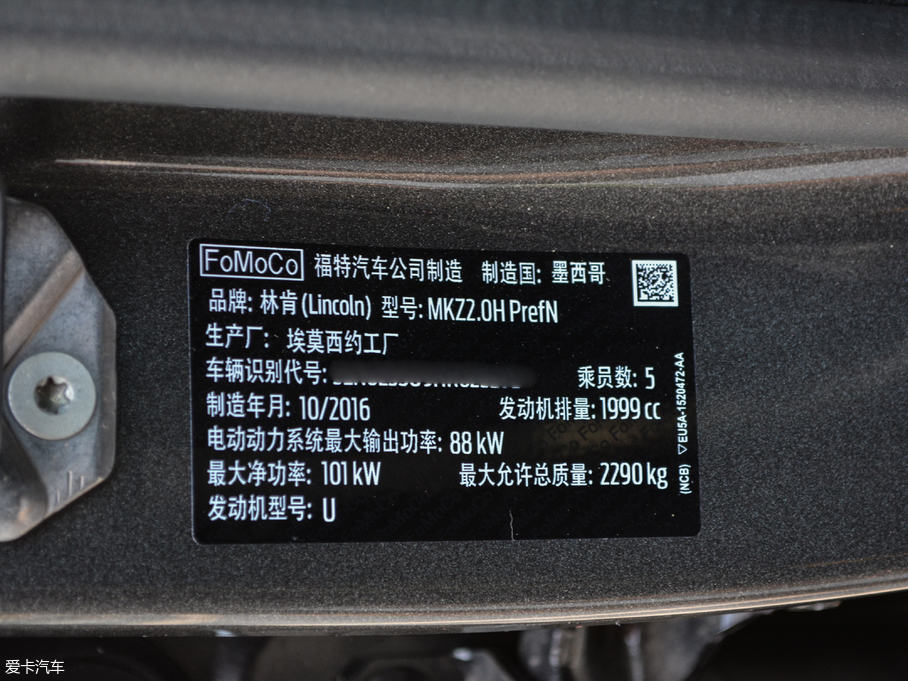 FoMoCo 福特汽车公司制造 制造国: 墨西哥
品牌: 林肯(Lincoln) 型号: MKZ2.0H PrefN
生产厂: 埃莫西约工厂
车辆识别代号: 乘员数: 5
制造年月: 10/2016 发动机排量: 1999 cc
电动动力系统最大输出功率: 88 kW
最大净功率: 101 kW 最大允许总质量: 2290 kg
发动机型号: U
(NCB) ▽EU5A-1520472-AA
爱卡汽车